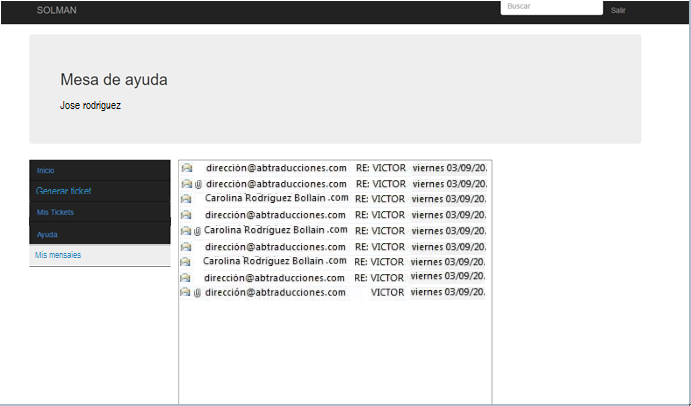 SOLMAN
Buscar
Salir
Mesa de ayuda
Jose rodriguez
Inicio
Generar ticket
Mis Tickets
Ayuda
Mis mensajes
dirección@abtraducciones.com RE: VICTOR viernes 03/09/20.
dirección@abtraducciones.com RE: VICTOR viernes 03/09/20.
Carolina Rodríguez Bollain .com RE: VICTOR viernes 03/09/20.
dirección@abtraducciones.com RE: VICTOR viernes 03/09/20.
Carolina Rodríguez Bollain .com RE: VICTOR viernes 03/09/20.
dirección@abtraducciones.com RE: VICTOR viernes 03/09/20.
Carolina Rodríguez Bollain .com RE: VICTOR viernes 03/09/20.
dirección@abtraducciones.com RE: VICTOR viernes 03/09/20.
dirección@abtraducciones.com VICTOR viernes 03/09/20.